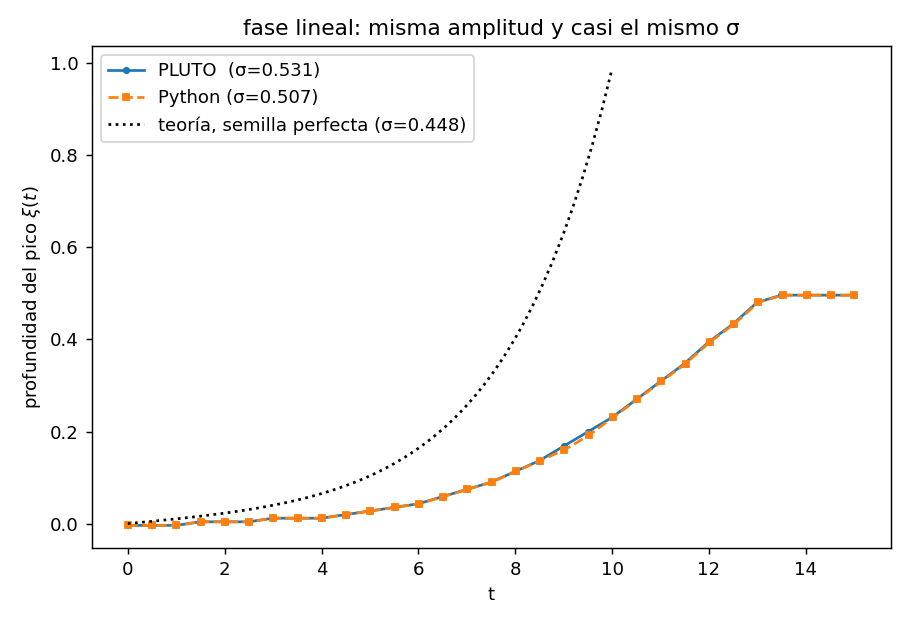 fase lineal: misma amplitud y casi el mismo σ
PLUTO  (σ=0.531)
Python (σ=0.507)
teoría, semilla perfecta (σ=0.448)
profundidad del pico ξ(t)
1.0
0.8
0.6
0.4
0.2
0.0
0 2 4 6 8 10 12 14
t